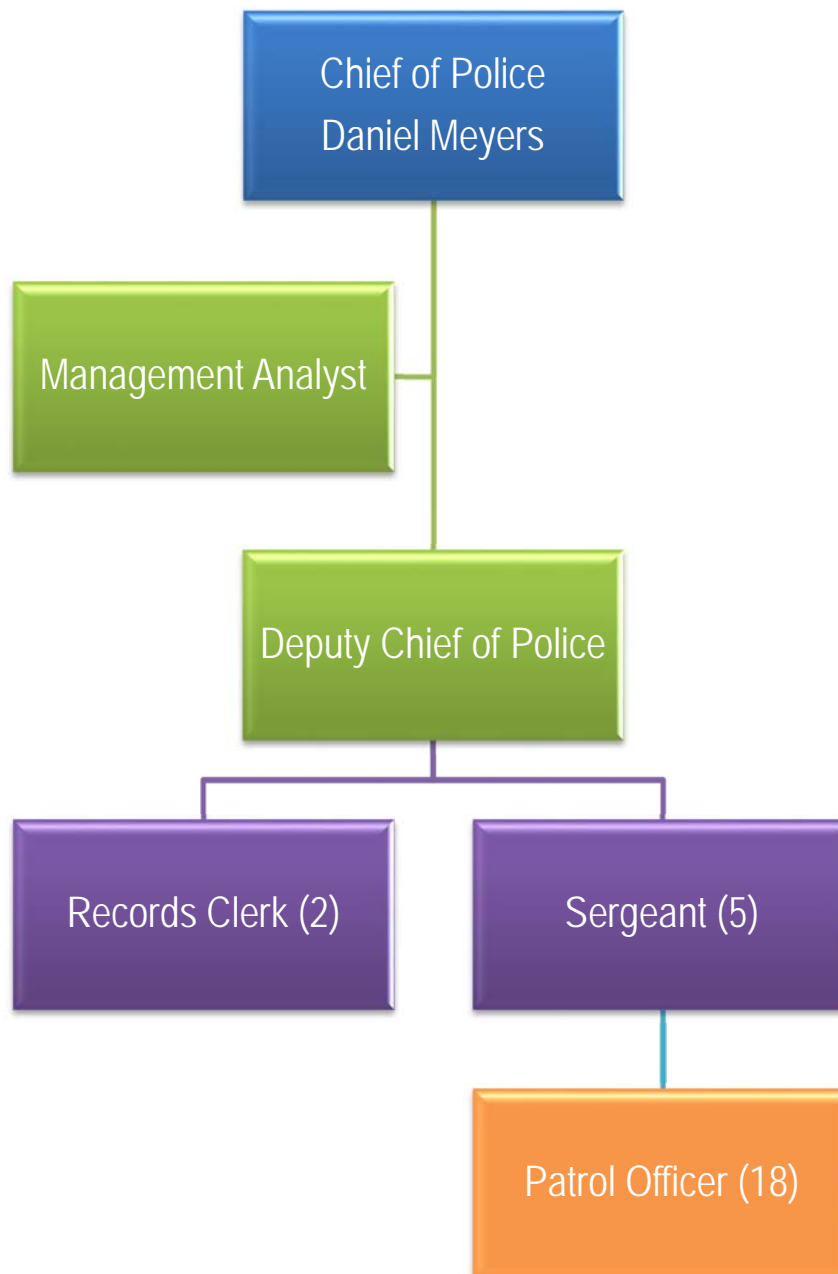 Chief of Police
Daniel Meyers
Management Analyst
Deputy Chief of Police
Records Clerk (2)
Sergeant (5)
Patrol Officer (18)